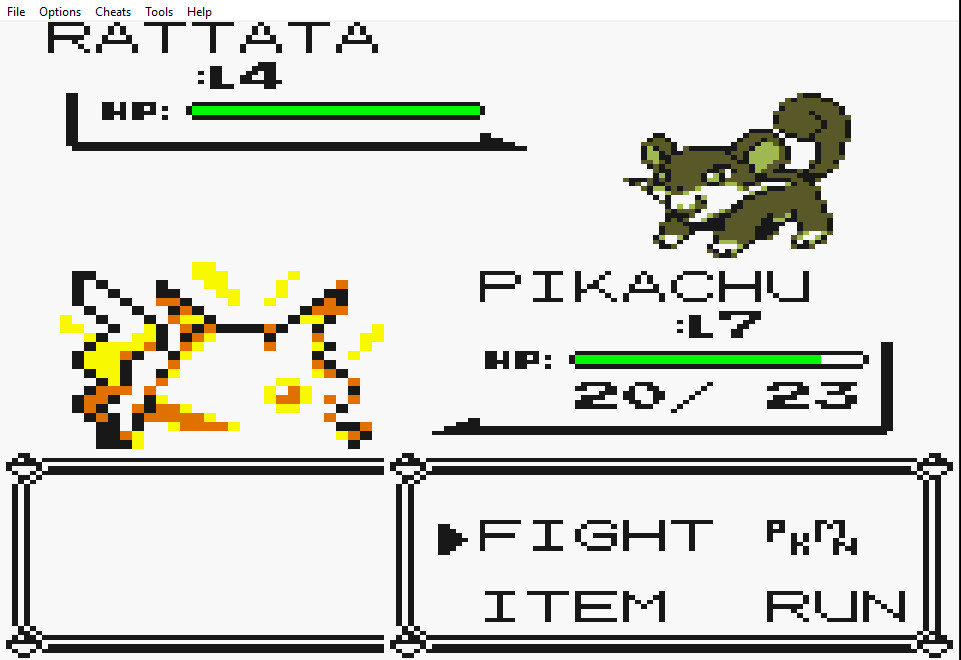 File Options Cheats Tools Help
RATTATA
:L4
HP:
PIKACHU
:L7
HP:
20/ 23
FIGHT PKMN
ITEM RUN